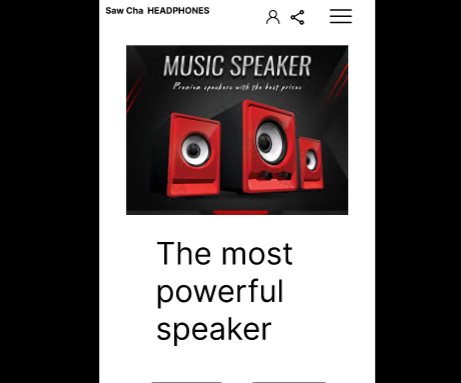 Saw Cha HEADPHONES
MUSIC SPEAKER
Premium speakers with the best prices
The most
powerful
speaker